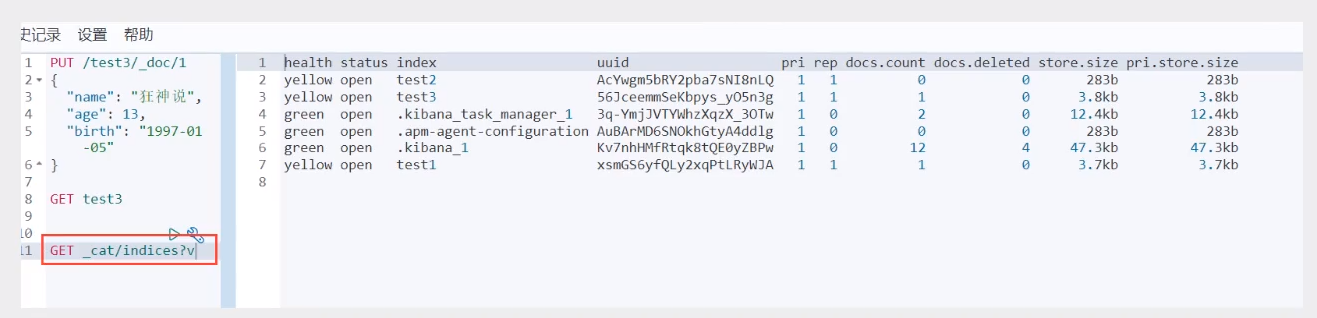 史记录 设置 帮助
1 PUT /test3/_doc/1
2 {
3 "name": "狂神说",
4 "age": 13,
5 "birth": "1997-01
-05"
6 }
7
8 GET test3
9
10
11 GET _cat/indices?v
1 health status index uuid pri rep docs.count docs.deleted store.size pri.store.size
2 yellow open test2 AcYwgm5bRY2pba7sNI8nLQ 1 1 0 0 283b 283b
3 yellow open test3 56JceemmSeKbpys_yO5n3g 1 1 1 0 3.8kb 3.8kb
4 green open .kibana_task_manager_1 3q-YmjJVTYWhzXqzX_3OTw 1 0 2 0 12.4kb 12.4kb
5 green open .apm-agent-configuration AuBArMD6SNOkhGtyA4ddlg 1 0 0 0 283b 283b
6 green open .kibana_1 Kv7nhHMfRtqk8tQE0yZBPw 1 0 12 4 47.3kb 47.3kb
7 yellow open test1 xsmGS6yfQLy2xqPtLRyWJA 1 1 1 0 3.7kb 3.7kb
8